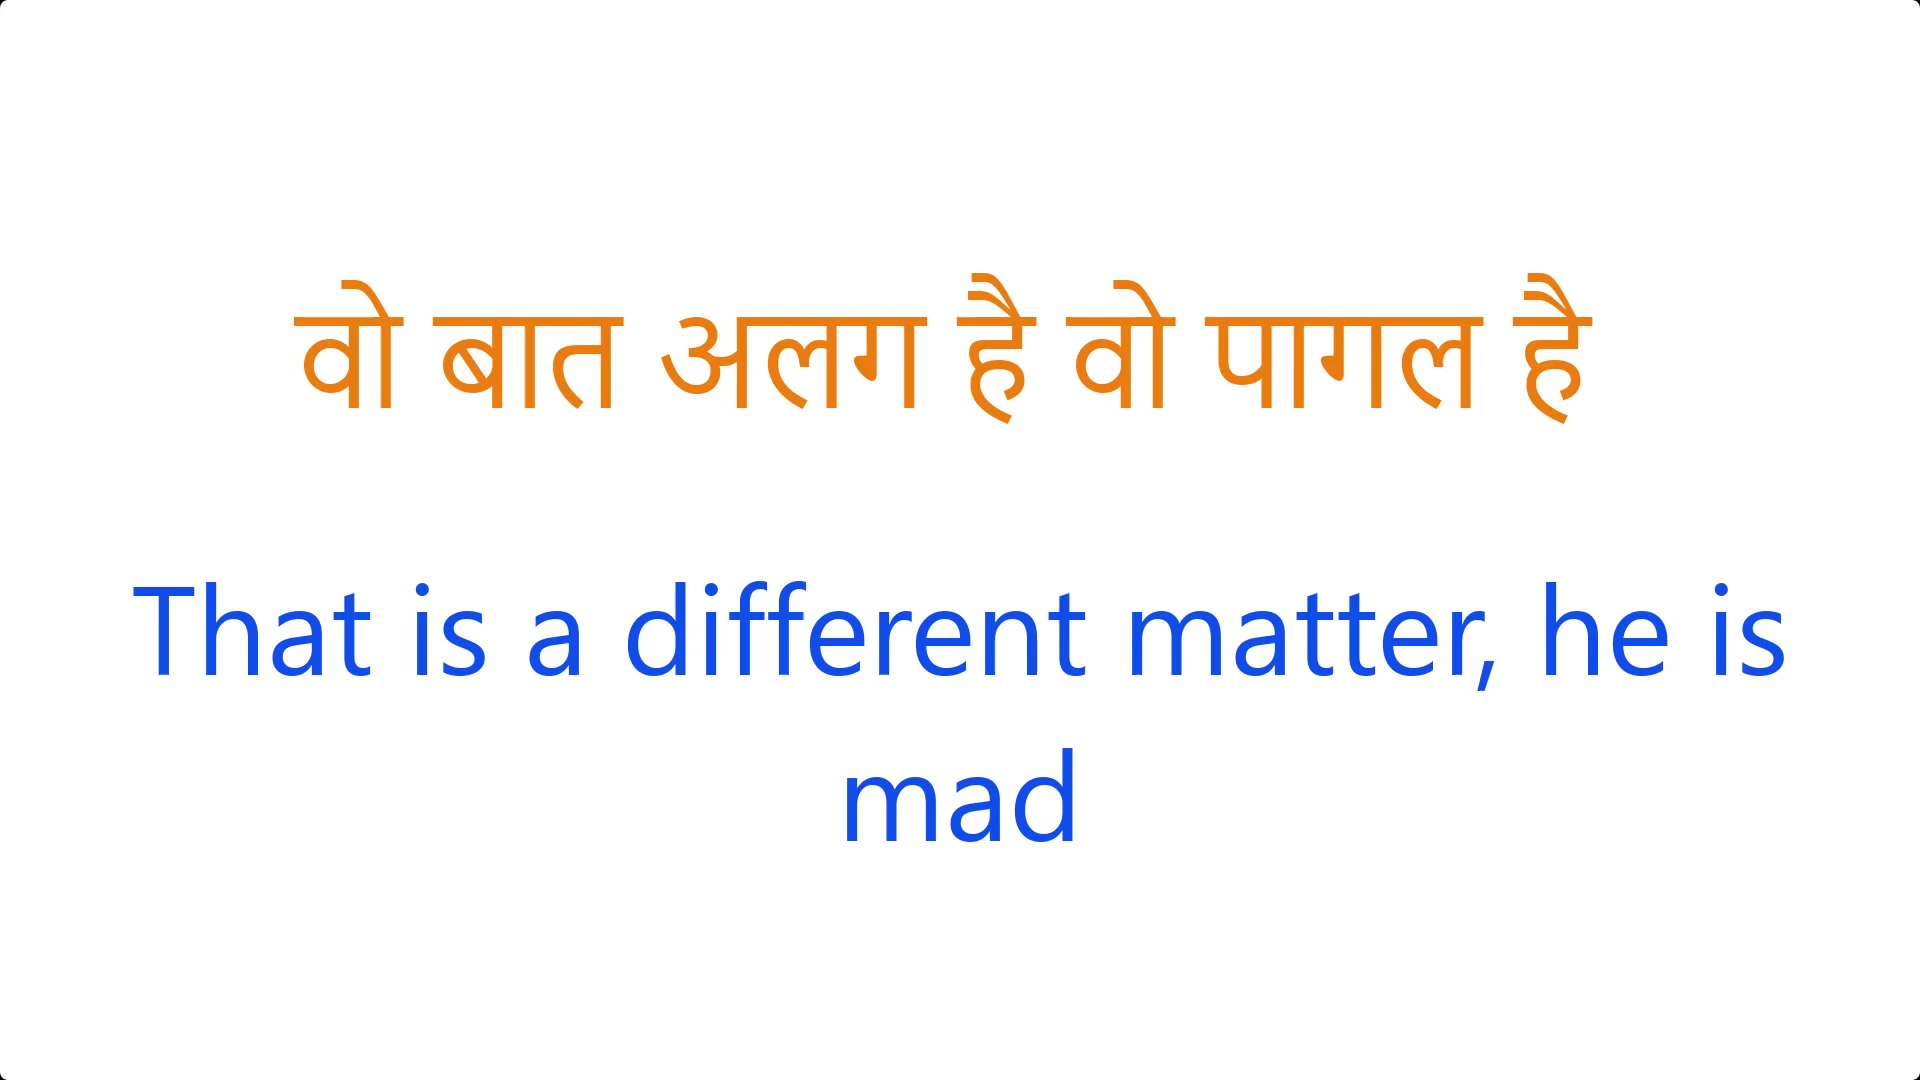 वो बात अलग है वो पागल है
That is a different matter, he is
mad